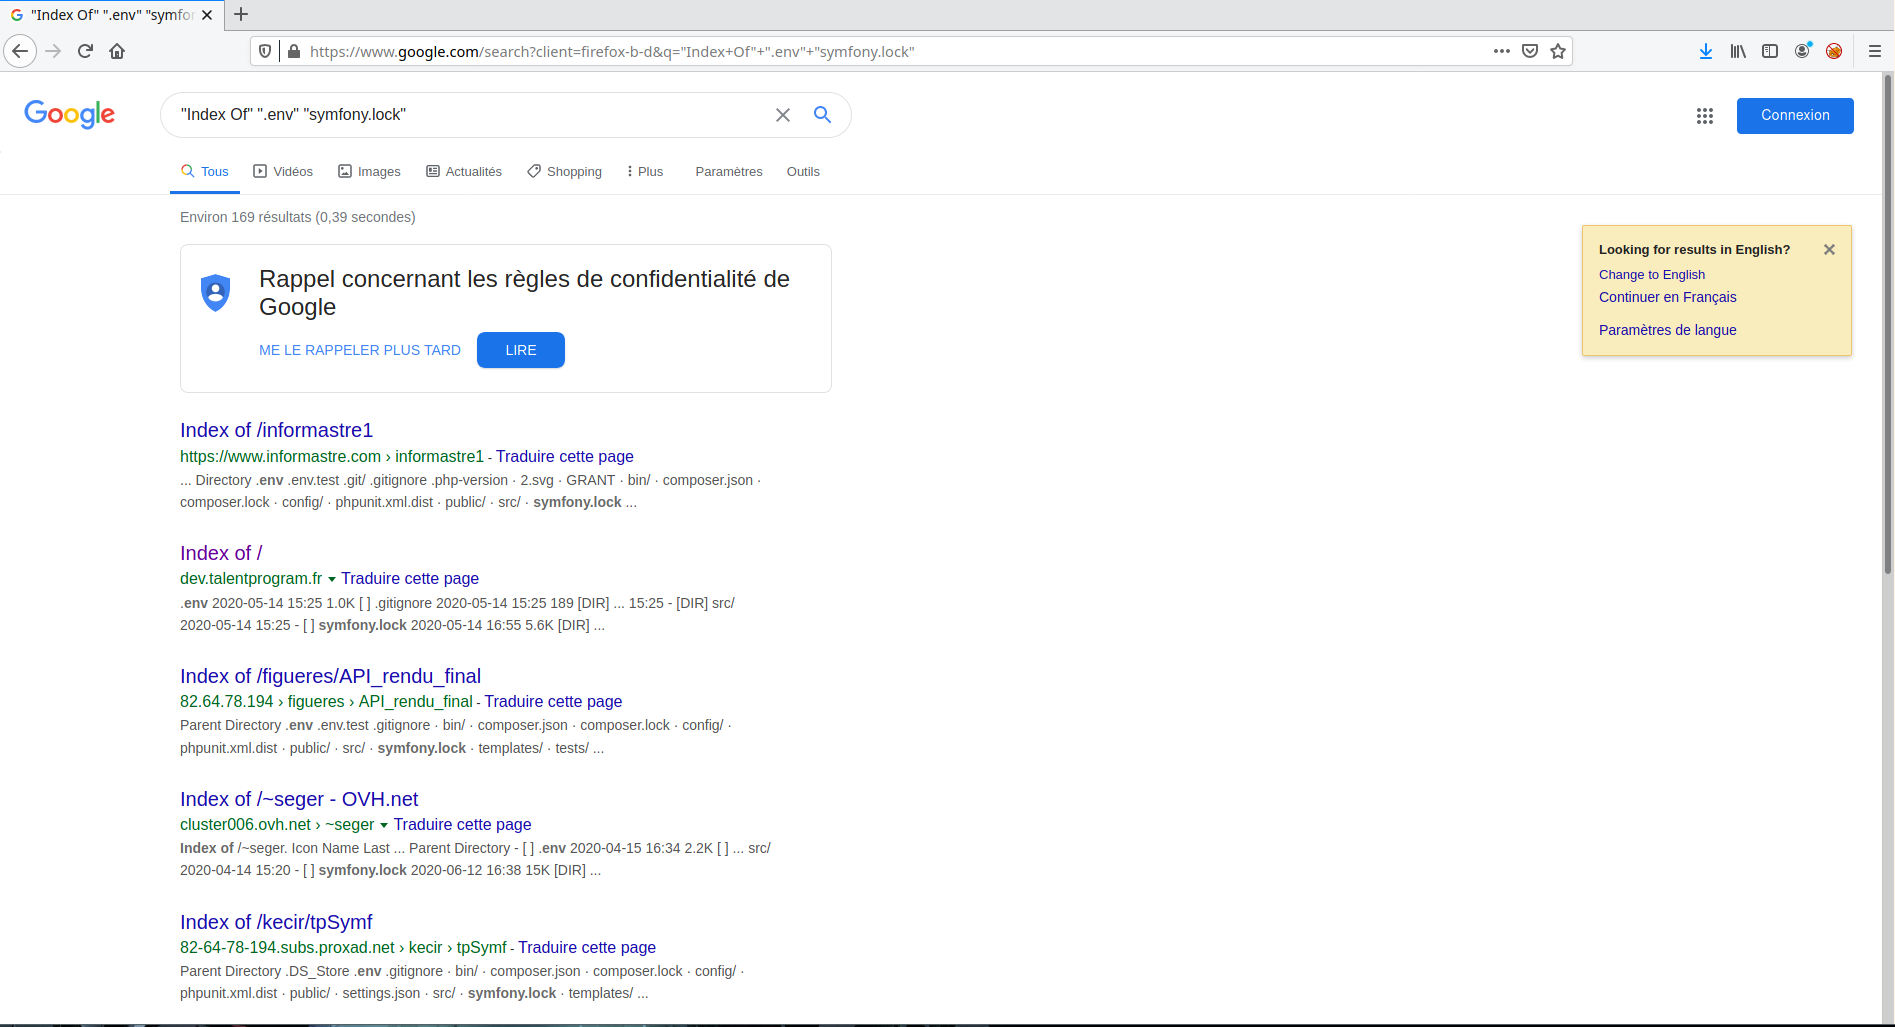 "Index Of" ".env" "symfo
https://www.google.com/search?client=firefox-b-d&q="Index+Of"+".env"+"symfony.lock"
Google
"Index Of" ".env" "symfony.lock"
Connexion
Tous Vidéos Images Actualités Shopping Plus Paramètres Outils
Environ 169 résultats (0,39 secondes)
Rappel concernant les règles de confidentialité de
Google
ME LE RAPPELER PLUS TARD LIRE
Looking for results in English?
Change to English
Continuer en Français
Paramètres de langue
Index of /informastre1
https://www.informastre.com › informastre1 - Traduire cette page
... Directory .env .env.test .git/ .gitignore .php-version · 2.svg · GRANT · bin/ · composer.json ·
composer.lock · config/ · phpunit.xml.dist · public/ · src/ · symfony.lock ...
Index of /
dev.talentprogram.fr Traduire cette page
.env 2020-05-14 15:25 1.0K [ ] .gitignore 2020-05-14 15:25 189 [DIR] ... 15:25 - [DIR] src/
2020-05-14 15:25 - [ ] symfony.lock 2020-05-14 16:55 5.6K [DIR] ...
Index of /figueres/API_rendu_final
82.64.78.194 › figueres › API_rendu_final - Traduire cette page
Parent Directory .env .env.test .gitignore · bin/ · composer.json · composer.lock · config/ ·
phpunit.xml.dist · public/ · src/ · symfony.lock · templates/ · tests/ ...
Index of /~seger - OVH.net
cluster006.ovh.net › ~seger Traduire cette page
Index of /~seger. Icon Name Last ... Parent Directory - [ ] .env 2020-04-15 16:34 2.2K [ ] ... src/
2020-04-14 15:20 - [ ] symfony.lock 2020-06-12 16:38 15K [DIR] ...
Index of /kecir/tpSymf
82-64-78-194.subs.proxad.net › kecir › tpSymf - Traduire cette page
Parent Directory .DS_Store .env .gitignore · bin/ · composer.json · composer.lock · config/ ·
phpunit.xml.dist · public/ · settings.json · src/ · symfony.lock · templates/ ...